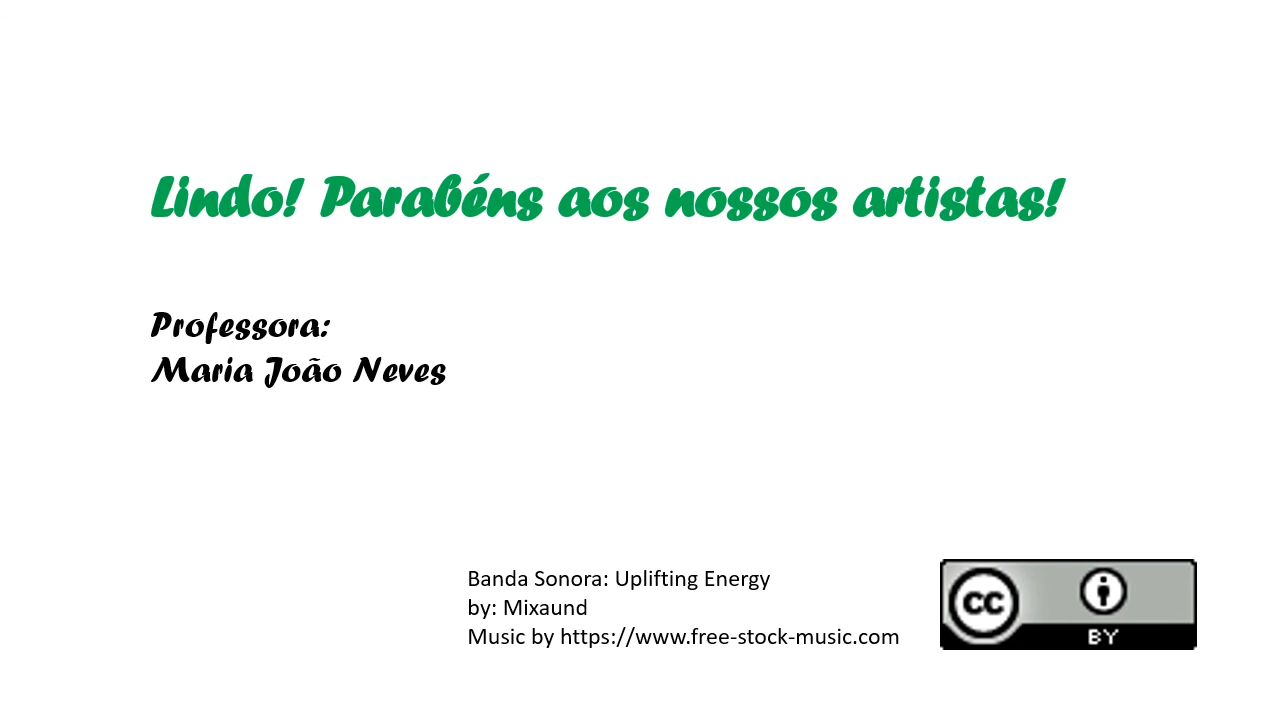 Lindo! Parabéns aos nossos artistas!
Professora:
Maria João Neves
Banda Sonora: Uplifting Energy
by: Mixaund
Music by https://www.free-stock-music.com
CC
BY